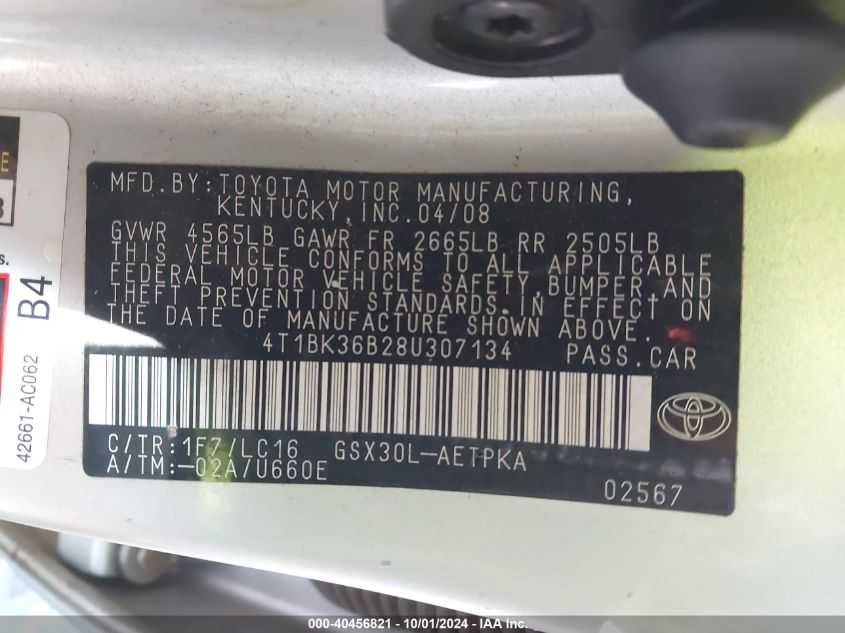 MFD.BY:TOYOTA MOTOR MANUFACTURING,
KENTUCKY,INC.04/08
GVWR 4565LB GAWR FR 2665LB RR 2505LB
THIS VEHICLE CONFORMS TO ALL APPLICABLE
FEDERAL MOTOR VEHICLE SAFETY,BUMPER,AND
THEFT PREVENTION STANDARDS.IN EFFECT ON
THE DATE OF MANUFACTURE SHOWN ABOVE.
4T1BK36B28U307134 PASS.CAR
C/TR:1F7/LC16 GSX30L-AETPKA
A/TM:-02A/U660E
02567
E
3
s.
B4
42661-AC062
000-40456821 - 10/01/2024 - IAA Inc.